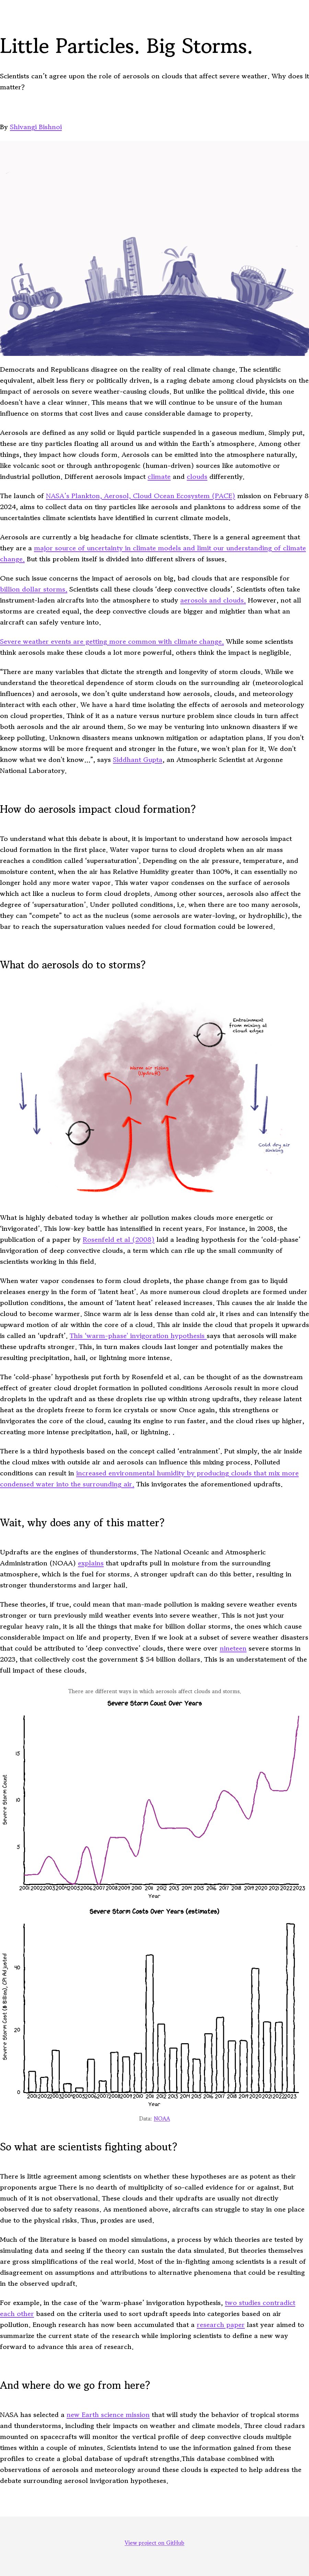 Little Particles. Big Storms.
Scientists can't agree upon the role of aerosols on clouds that affect severe weather. Why does it
matter?
By Shivangi Bishnoi
Democrats and Republicans disagree on the reality of real climate change. The scientific
equivalent, albeit less fiery or politically driven, is a raging debate among cloud physicists on the
impact of aerosols on severe weather-causing clouds. But unlike the political divide, this one
doesn't have a clear winner. This means that we will continue to be unsure of the human
influence on storms that cost lives and cause considerable damage to property.
Aerosols are defined as any solid or liquid particle suspended in a gaseous medium. Simply put,
these are tiny particles floating all around us and within the Earth's atmosphere. Among other
things, they impact how clouds form. Aerosols can be emitted into the atmosphere naturally,
like volcanic soot or through anthropogenic (human-driven) sources like automotive or
industrial pollution. Different aerosols impact climate and clouds differently.
The launch of NASA's Plankton, Aerosol, Cloud Ocean Ecosystem (PACE) mission on February 8
2024, aims to collect data on tiny particles like aerosols and plankton to address some of the
uncertainties climate scientists have identified in their climate models.
Aerosols are currently a big headache for climate scientists. There is a general agreement that
they are a major source of uncertainty in climate models and limit our understanding of climate
change. But this problem itself is divided into different silvers of issues.
One such issue concerns the impact of aerosols on big, burly clouds that are responsible for
billion dollar storms. Scientists call these clouds 'deep convective clouds'. Scientists often take
instrument-laden aircrafts into the atmosphere to study aerosols and clouds. However not all
storms are created equal, the deep convective clouds are bigger and mightier than what an
aircraft can safely venture into.
Severe weather events are getting more common with climate change. While some scientists
think aerosols make these clouds a lot more powerful, others think the impact is negligible.
"There are many variables that dictate the strength and longevity of storms clouds. While we
understand the theoretical dependence of storm clouds on the surrounding air (meteorological
influences) and aerosols, we don't quite understand how aerosols, clouds, and meteorology
interact with each other. We have a hard time isolating the effects of aerosols and meteorology
on cloud properties. Think of it as a nature versus nurture problem since clouds in turn affect
both aerosols and the air around them. So we may be venturing into unknown disasters if we
keep polluting. Unknown disasters means unknown mitigation or adaptation plans. If you don't
know storms will be more frequent and stronger in the future, we won't plan for it. We don't
know what we don't know...", says Siddhant Gupta, an Atmospheric Scientist at Argonne
National Laboratory.
How do aerosols impact cloud formation?
To understand what this debate is about, it is important to understand how aerosols impact
cloud formation in the first place. Water vapor turns to cloud droplets when an air mass
reaches a condition called 'supersaturation'. Depending on the air pressure, temperature, and
moisture content, when the air has Relative Humidity greater than 100%, it can essentially no
longer hold any more water vapor. This water vapor condenses on the surface of aerosols
which act like a nucleus to form cloud droplets. Among other sources, aerosols also affect the
degree of 'supersaturation'. Under polluted conditions, i.e. when there are too many aerosols,
they can "compete" to act as the nucleus (some aerosols are water-loving, or hydrophilic), the
bar to reach the supersaturation values needed for cloud formation could be lowered.
What do aerosols do to storms?
Entrainment
from mixing at
cloud edges
Warm air rising
(Updraft)
Cold dry air
sinking
What is highly debated today is whether air pollution makes clouds more energetic or
'invigorated'. This low-key battle has intensified in recent years. For instance, in 2008, the
publication of a paper by Rosenfeld et al (2008) laid a leading hypothesis for the 'cold-phase'
invigoration of deep convective clouds, a term which can rile up the small community of
scientists working in this field.
When water vapor condenses to form cloud droplets, the phase change from gas to liquid
releases energy in the form of 'latent heat'. As more numerous cloud droplets are formed under
pollution conditions, the amount of 'latent heat' released increases. This causes the air inside the
cloud to become warmer. Since warm air is less dense than cold air, it rises and can intensify
upward motion of air within the core of a cloud. This air inside the cloud that propels it upwards
is called an 'updraft'. This 'warm-phase' invigoration hypothesis says that aerosols will make
these updrafts stronger. This, in turn makes clouds last longer and potentially makes the
resulting precipitation, hail, or lightning more intense.
The 'cold-phase' hypothesis put forth by Rosenfeld et al, can be thought of as the downstream
effect of greater cloud droplet formation in polluted conditions Aerosols result in more cloud
droplets in the updraft and as these droplets rise up within strong updrafts, they release latent
heat as the droplets freeze to form ice crystals or snow Once again, this strengthens or
invigorates the core of the cloud, causing its engine to run faster, and the cloud rises up higher,
creating more intense precipitation, hail, or lighting. .
There is a third hypothesis based on the concept called 'entrainment'. Put simply, the air inside
the cloud mixes with outside air and aerosols can influence this mixing process. Polluted
conditions can result in increased environmental humidity by producing clouds that mix more
condensed water into the surrounding air. This invigorates the aforementioned updrafts.
Wait, why does any of this matter?
Updrafts are the engines of thunderstorms. The National Oceanic and Atmospheric
Administration (NOAA) explains that updrafts pull in moisture from the surrounding
atmosphere, which is the fuel for storms. A stronger updraft can do this better, resulting in
stronger thunderstorms and larger hail.
These theories, if true, could mean that man-made pollution is making severe weather events
stronger or turn previously mild weather events into severe weather. This is not just your
regular heavy rain, it is all the things that make for billion dollar storms, the ones which cause
considerable impact on life and property. Even if we look at a subset of severe weather disasters
that could be attributed to 'deep convective' clouds, there were over nineteen severe storms in
2023, that collectively cost the government $ 54 billion dollars. This is an understatement of the
full impact of these clouds.
There are different ways in which aerosols affect clouds and storms.
Severe Storm Count Over Years
Severe Storm Count
15
10
5
2001 2002 2003 2004 2005 2006 2007 2008 2009 2010 2011 2012 2013 2014 2015 2016 2017 2018 2019 2020 2021 2022 2023
Year
Severe Storm Costs Over Years (estimates)
Severe Storm Cost ($ Billion), CPI Adjusted
40
20
0
2001 2002 2003 2004 2005 2006 2007 2008 2009 2010 2011 2012 2013 2014 2015 2016 2017 2018 2019 2020 2021 2022 2023
Year
Data: NOAA
So what are scientists fighting about?
There is little agreement among scientists on whether these hypotheses are as potent as their
proponents argue There is no dearth of multiplicity of so-called evidence for or against. But
much of it is not observational. These clouds and their updrafts are usually not directly
observed due to safety reasons. As mentioned above, aircrafts can struggle to stay in one place
due to the physical risks. Thus, proxies are used.
Much of the literature is based on model simulations, a process by which theories are tested by
simulating data and seeing if the theory can sustain the data simulated. But theories themselves
are gross simplifications of the real world. Most of the in-fighting among scientists is a result of
disagreement on assumptions and attributions to alternative phenomena that could be resulting
in the observed updraft.
For example, in the case of the 'warm-phase' invigoration hypothesis, two studies contradict
each other based on the criteria used to sort updraft speeds into categories based on air
pollution. Enough research has now been accumulated that a research paper last year aimed to
summarize the current state of the research while imploring scientists to define a new way
forward to advance this area of research.
And where do we go from here?
NASA has selected a new Earth science mission that will study the behavior of tropical storms
and thunderstorms, including their impacts on weather and climate models. Three cloud radars
mounted on spacecrafts will monitor the vertical profile of deep convective clouds multiple
times within a couple of minutes. Scientists intend to use the information gained from these
profiles to create a global database of updraft strengths.This database combined with
observations of aerosols and meteorology around these clouds is expected to help address the
debate surrounding aerosol invigoration hypotheses.
View project on GitHub